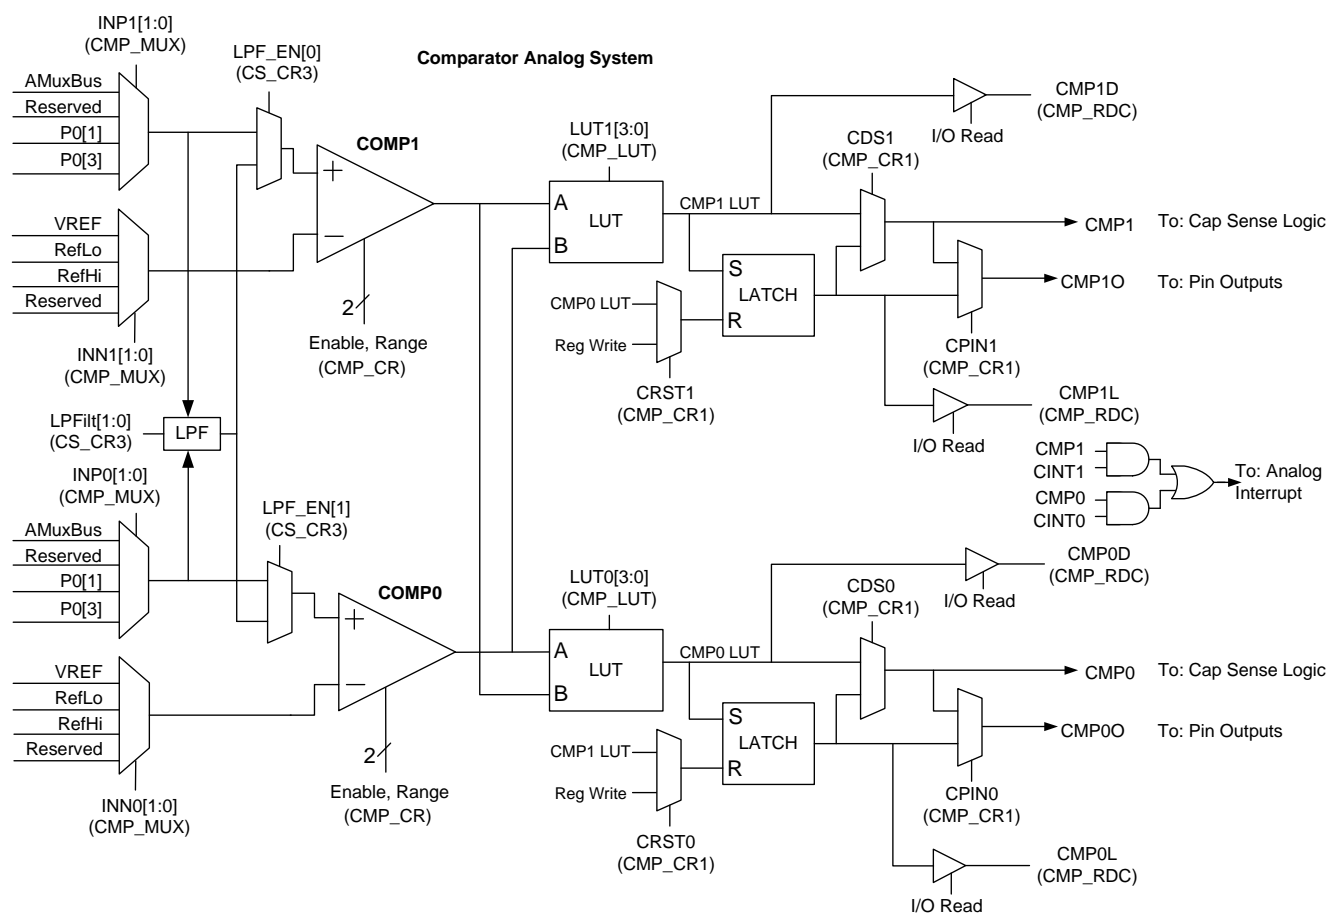 Comparator Analog System
INP1[1:0]
(CMP_MUX)
LPF_EN[0]
(CS_CR3)
AMuxBus
Reserved
P0[1]
P0[3]
COMP1
+
−
VREF
RefLo
RefHi
Reserved
INN1[1:0]
(CMP_MUX)
2
Enable, Range
(CMP_CR)
LUT1[3:0]
(CMP_LUT)
A
B
LUT
CMP1 LUT
CMP1D
(CMP_RDC)
I/O Read
CDS1
(CMP_CR1)
CMP1
To: Cap Sense Logic
S
LATCH
R
CMP0 LUT
Reg Write
CRST1
(CMP_CR1)
CMP1O
To: Pin Outputs
CPIN1
(CMP_CR1)
CMP1L
(CMP_RDC)
I/O Read
LPFilt[1:0]
(CS_CR3)
LPF
CMP1
CINT1
CMP0
CINT0
To: Analog
Interrupt
INP0[1:0]
(CMP_MUX)
LPF_EN[1]
(CS_CR3)
AMuxBus
Reserved
P0[1]
P0[3]
COMP0
+
−
VREF
RefLo
RefHi
Reserved
INN0[1:0]
(CMP_MUX)
2
Enable, Range
(CMP_CR)
LUT0[3:0]
(CMP_LUT)
A
B
LUT
CMP0 LUT
CMP0D
(CMP_RDC)
I/O Read
CDS0
(CMP_CR1)
CMP0
To: Cap Sense Logic
S
LATCH
R
CMP1 LUT
Reg Write
CRST0
(CMP_CR1)
CMP0O
To: Pin Outputs
CPIN0
(CMP_CR1)
CMP0L
(CMP_RDC)
I/O Read